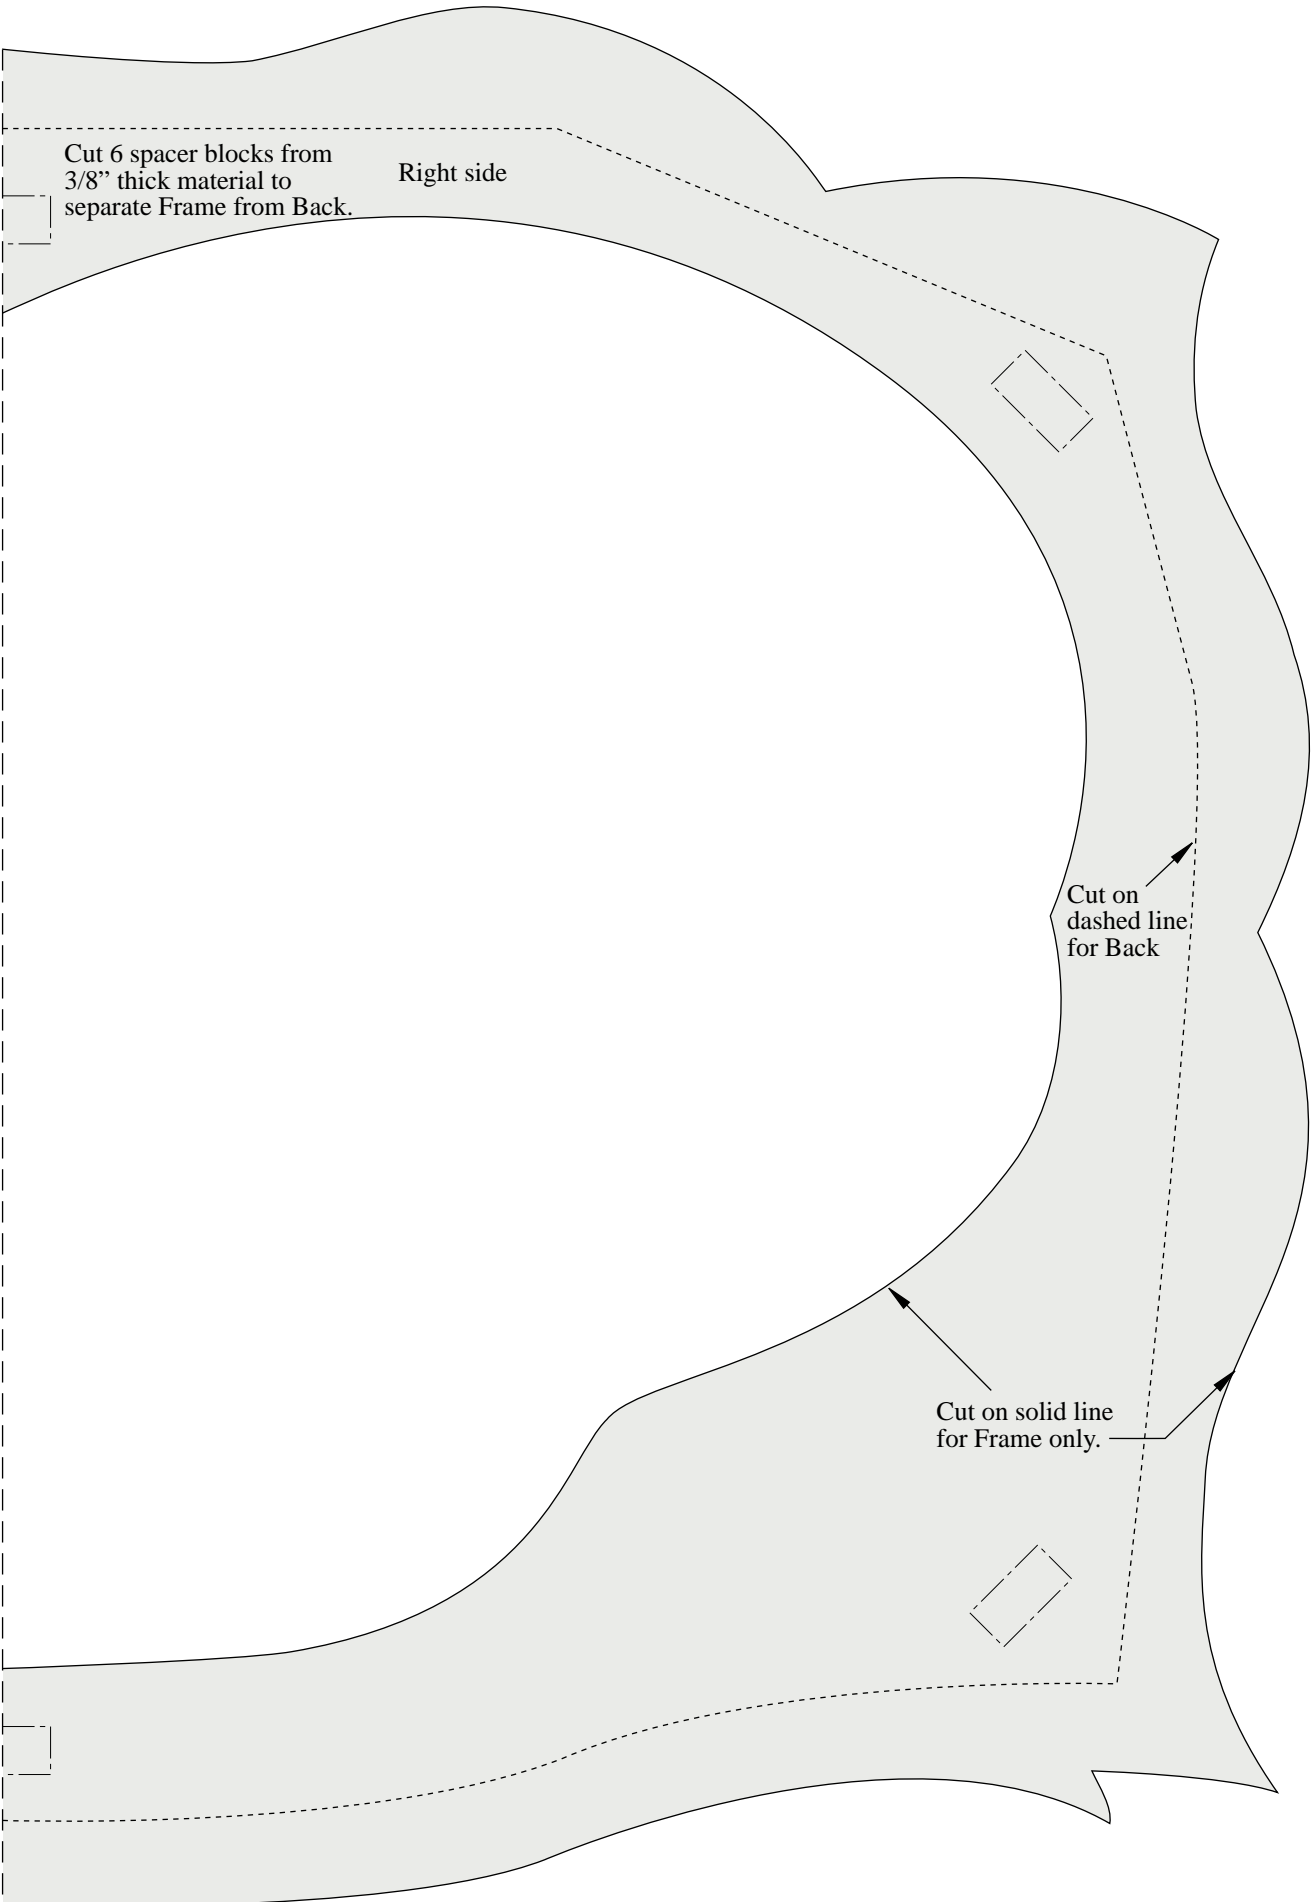 Cut 6 spacer blocks from
3/8” thick material to
separate Frame from Back.
Right side
Cut on
dashed line
for Back
Cut on solid line
for Frame only.